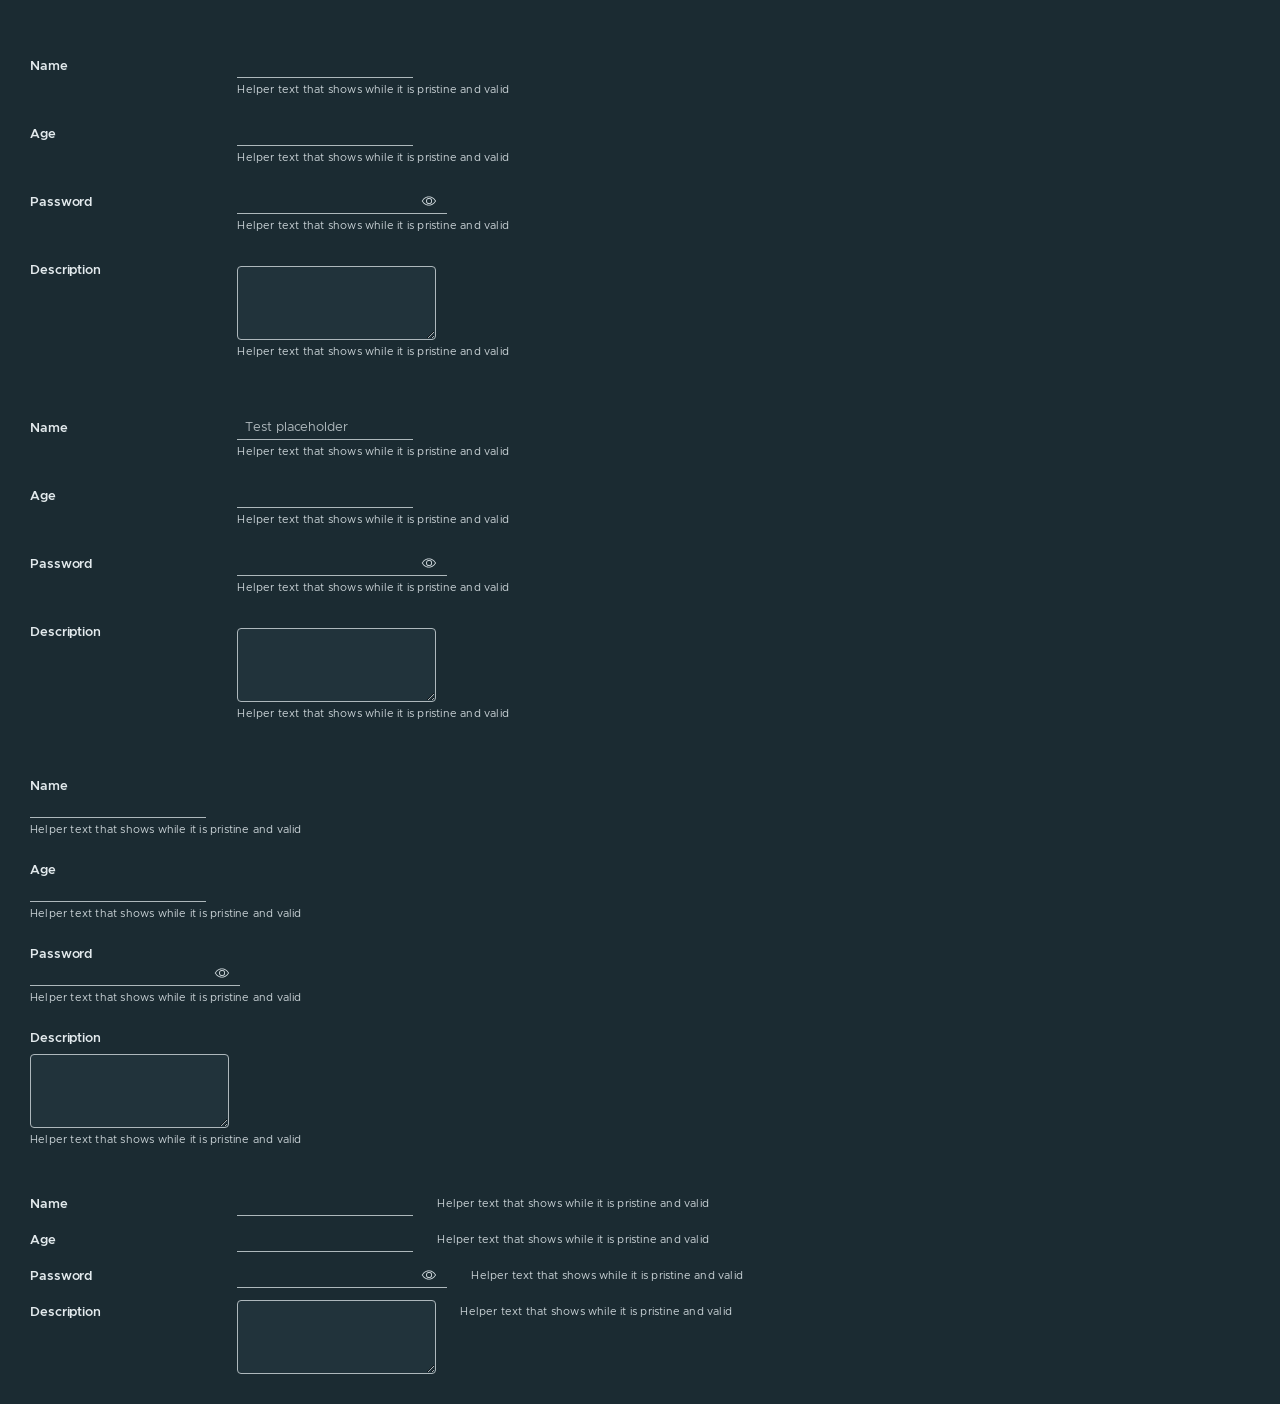 Name
Helper text that shows while it is pristine and valid
Age
Helper text that shows while it is pristine and valid
Password
Helper text that shows while it is pristine and valid
Description
Helper text that shows while it is pristine and valid
Name Test placeholder
Helper text that shows while it is pristine and valid
Age
Helper text that shows while it is pristine and valid
Password
Helper text that shows while it is pristine and valid
Description
Helper text that shows while it is pristine and valid
Name
Helper text that shows while it is pristine and valid
Age
Helper text that shows while it is pristine and valid
Password
Helper text that shows while it is pristine and valid
Description
Helper text that shows while it is pristine and valid
Name Helper text that shows while it is pristine and valid
Age Helper text that shows while it is pristine and valid
Password Helper text that shows while it is pristine and valid
Description Helper text that shows while it is pristine and valid